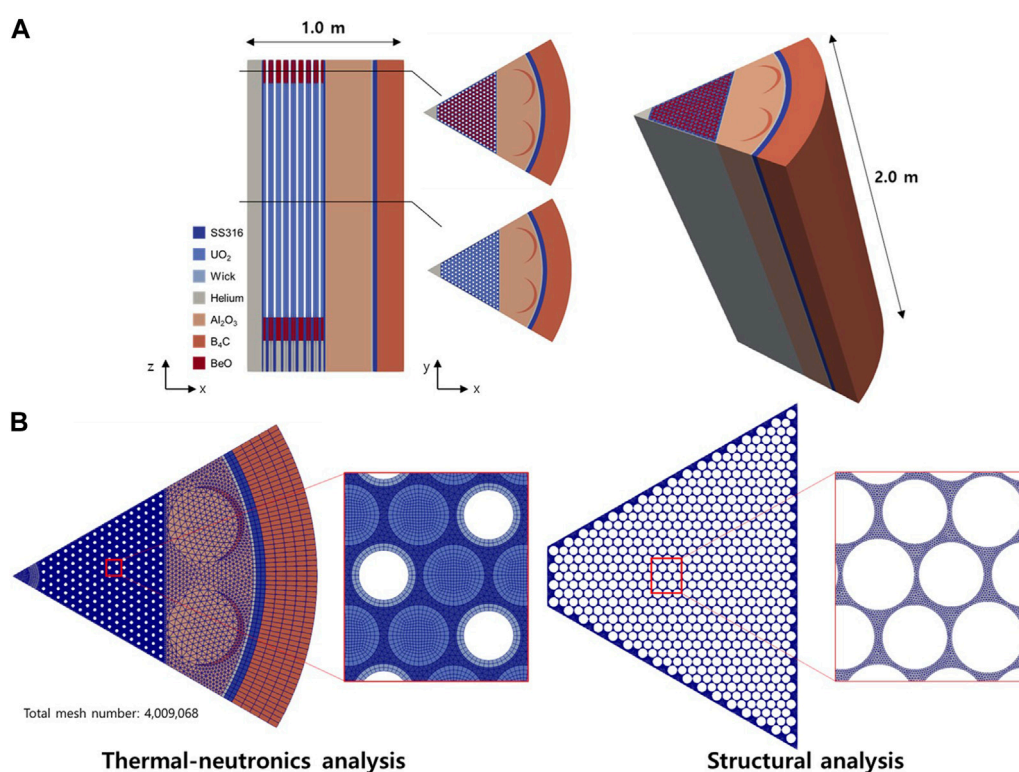 A
1.0 m
2.0 m
SS316
UO₂
Wick
Helium
Al₂O₃
B₄C
BeO
z
x
y
x
B
Total mesh number: 4,009,068
Thermal-neutronics analysis
Structural analysis